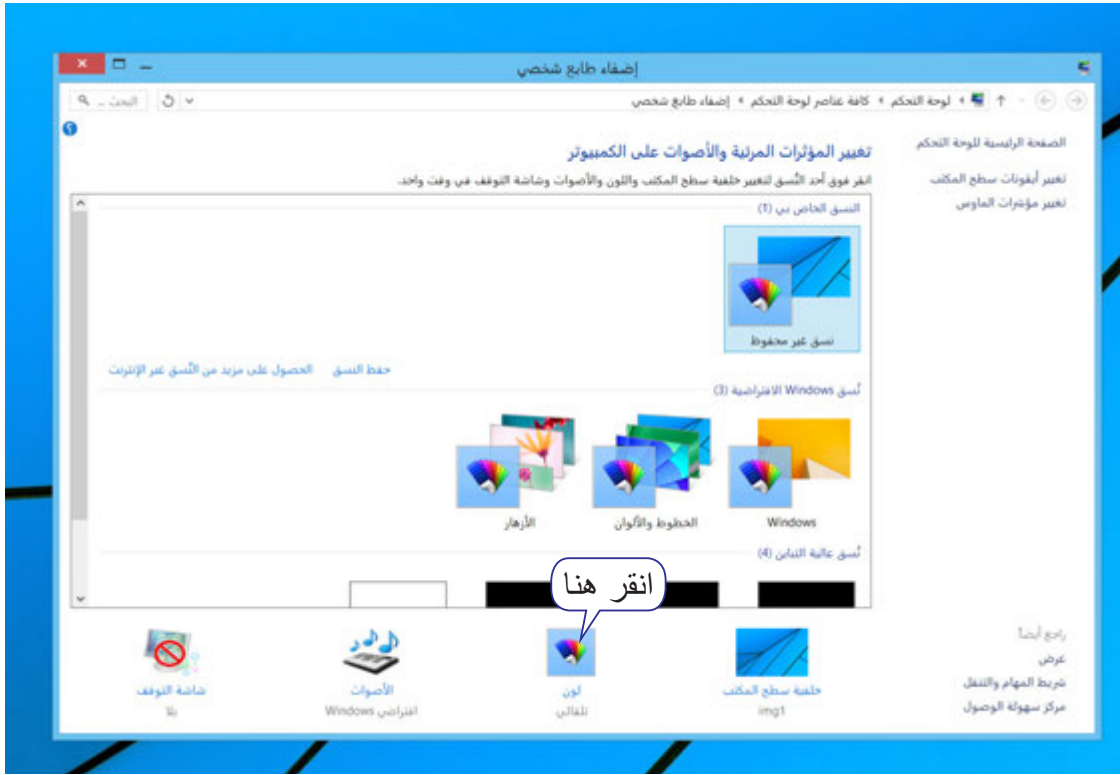 إضفاء طابع شخصي
لوحة التحكم
كافة عناصر لوحة التحكم
إضفاء طابع شخصي
البحث ...
الصفحة الرئيسية للوحة التحكم
تغيير أيقونات سطح المكتب
تغيير مؤشرات الماوس
تغيير المؤثرات المرئية والأصوات على الكمبيوتر
انقر فوق أحد النُسق لتغيير خلفية سطح المكتب واللون والأصوات وشاشة التوقف في وقت واحد.
النسق الخاص بي (1)
نسق غير محفوظ
حفظ النسق
الحصول على مزيد من النُسق عبر الإنترنت
نُسق Windows الافتراضية (3)
Windows
الخطوط والألوان
الأزهار
نُسق عالية التباين (4)
انقر هنا
خلفية سطح المكتب
img1
لون
تلقائي
الأصوات
افتراضي Windows
شاشة التوقف
بلا
راجع أيضاً
عرض
شريط المهام والتنقل
مركز سهولة الوصول